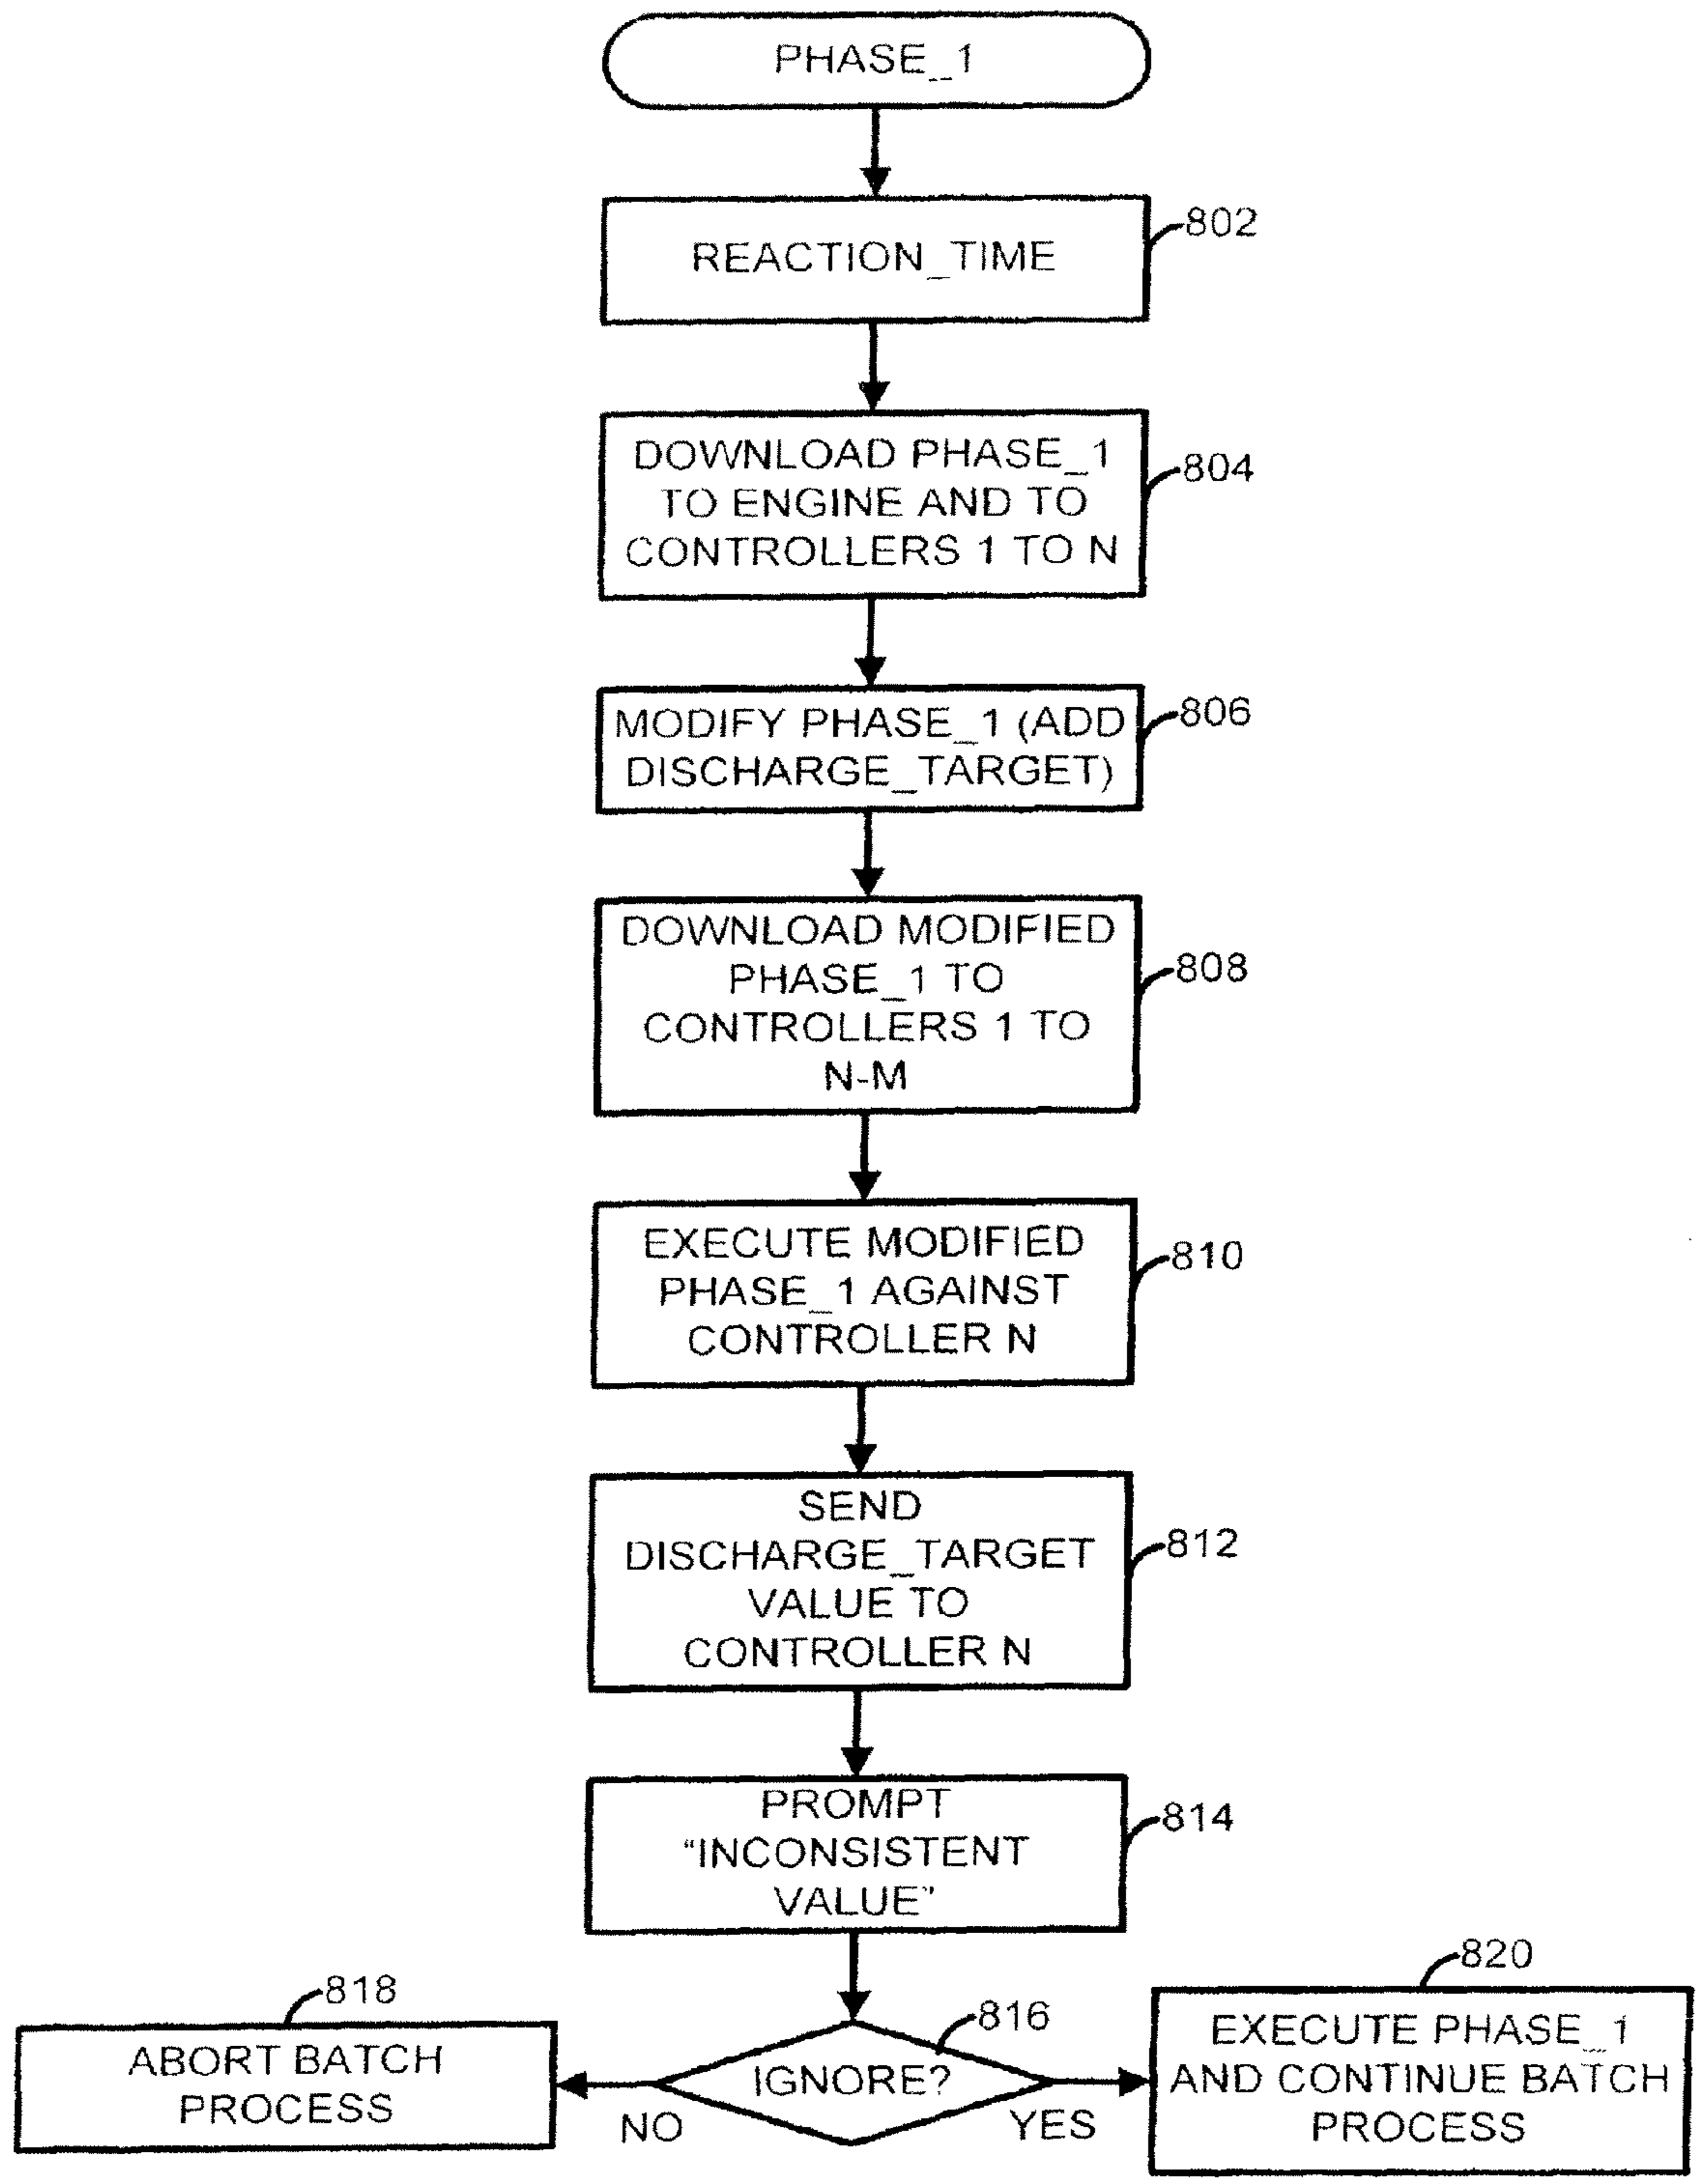 PHASE_1
802
REACTION_TIME
DOWNLOAD PHASE_1
TO ENGINE AND TO
CONTROLLERS 1 TO N
804
MODIFY PHASE_1 (ADD
DISCHARGE_TARGET)
806
DOWNLOAD MODIFIED
PHASE_1 TO
CONTROLLERS 1 TO
N-M
808
EXECUTE MODIFIED
PHASE_1 AGAINST
CONTROLLER N
810
SEND
DISCHARGE_TARGET
VALUE TO
CONTROLLER N
812
PROMPT
“INCONSISTENT
VALUE”
814
816
IGNORE?
NO
YES
818
ABORT BATCH
PROCESS
820
EXECUTE PHASE_1
AND CONTINUE BATCH
PROCESS